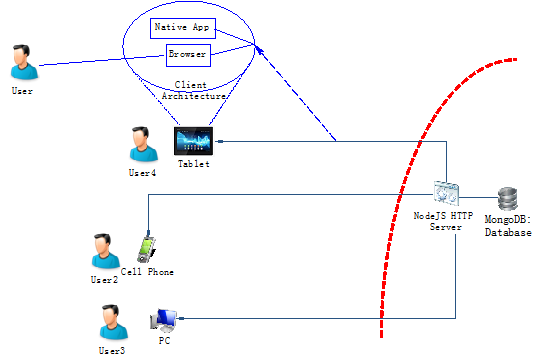 Native App
Browser
User
Client
Architecture
User4
Tablet
NodeJS HTTP
Server
MongoDB:
Database
User2
Cell Phone
User3
PC